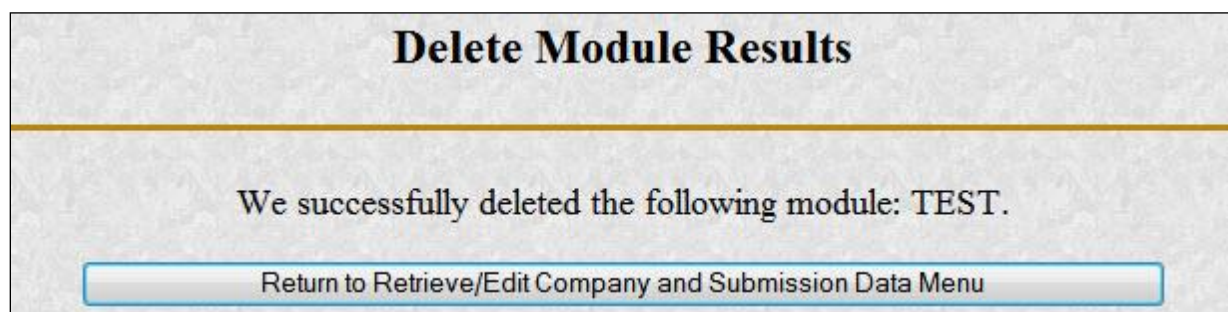 Delete Module Results
We successfully deleted the following module: TEST.
Return to Retrieve/Edit Company and Submission Data Menu